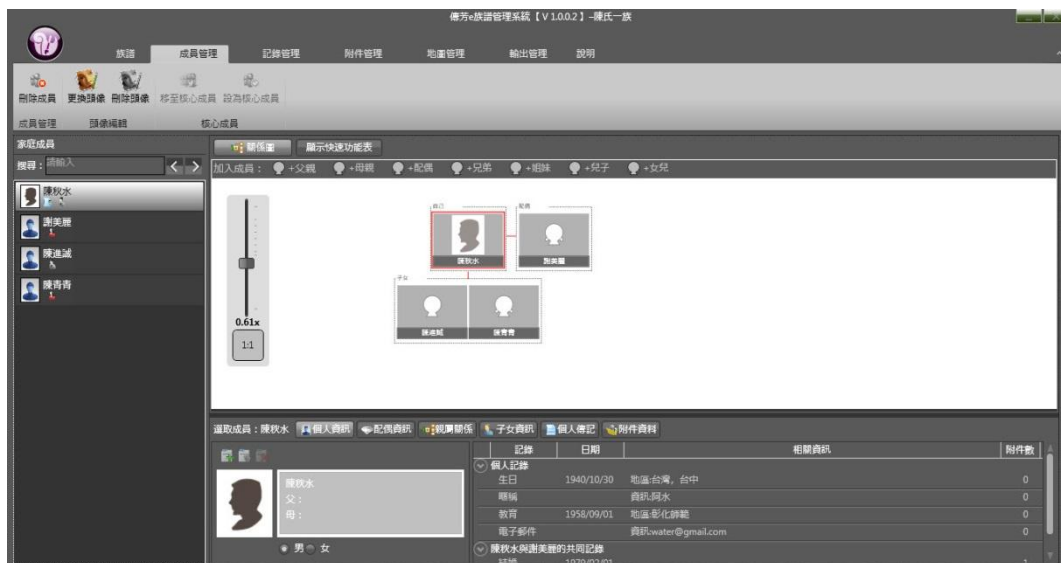 傳芳e族譜管理系統【 V 1.0.0.2 】-陳氏一族
族譜 成員管理 記錄管理 附件管理 地圖管理 輸出管理 說明
刪除成員 更換頭像 刪除頭像 移至核心成員 設為核心成員
成員管理 頭像編輯 核心成員
家庭成員
搜尋：請輸入
陳秋水
謝美麗
陳進誠
陳青青
關係圖 顯示快速功能表
加入成員： +父親 +母親 +配偶 +兄弟 +姐妹 +兒子 +女兒
自己 配偶
陳秋水 謝美麗
子女
陳進誠 陳青青
0.61x
1:1
選取成員：陳秋水 個人資訊 配偶資訊 親屬關係 子女資訊 個人傳記 附件資料
陳秋水
父：
母：
男 女
記錄 日期 相關資訊 附件數
個人記錄
生日 1940/10/30 地區:台灣，台中 0
暱稱 資訊:阿水 0
教育 1958/09/01 地區:彰化師範 0
電子郵件 資訊:water@gmail.com 0
陳秋水與謝美麗的共同記錄
結婚 1970/02/01 1